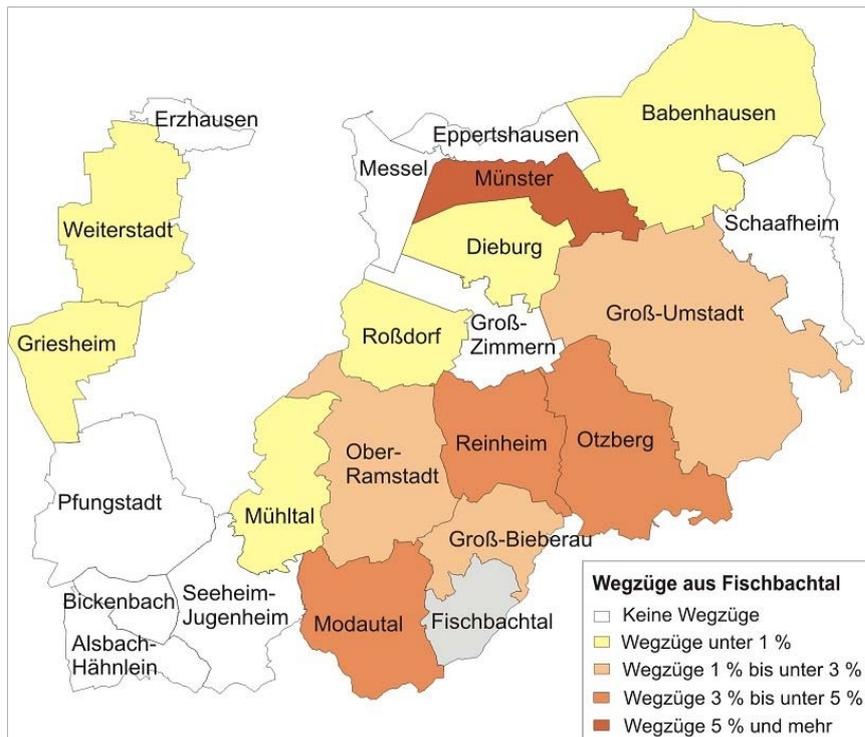 Erzhausen
Eppertshausen
Babenhausen
Messel
Münster
Schaafheim
Weiterstadt
Dieburg
Groß-Umstadt
Griesheim
Roßdorf
Groß-
Zimmern
Reinheim
Otzberg
Ober-
Ramstadt
Pfungstadt
Mühltal
Groß-Bieberau
Bickenbach
Seeheim-
Jugenheim
Alsbach-
Hähnlein
Modautal
Fischbachtal
Wegzüge aus Fischbachtal
Keine Wegzüge
Wegzüge unter 1 %
Wegzüge 1 % bis unter 3 %
Wegzüge 3 % bis unter 5 %
Wegzüge 5 % und mehr